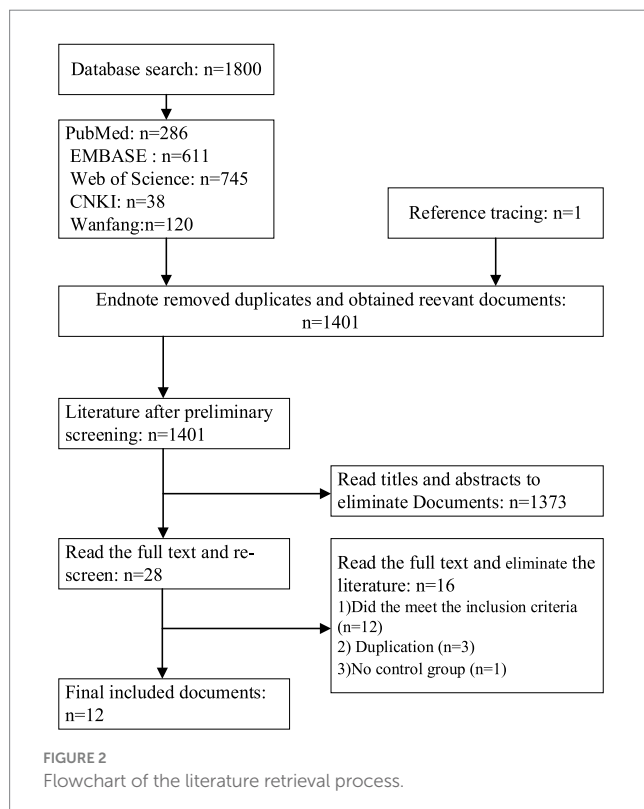 Database search: n=1800
PubMed: n=286
EMBASE : n=611
Web of Science: n=745
CNKI: n=38
Wanfang:n=120
Reference tracing: n=1
Endnote removed duplicates and obtained reevant documents:
n=1401
Literature after preliminary
screening: n=1401
Read titles and abstracts to
eliminate Documents: n=1373
Read the full text and re-
screen: n=28
Read the full text and eliminate the
literature: n=16
1)Did the meet the inclusion criteria
(n=12)
2) Duplication (n=3)
3)No control group (n=1)
Final included documents:
n=12
FIGURE 2
Flowchart of the literature retrieval process.